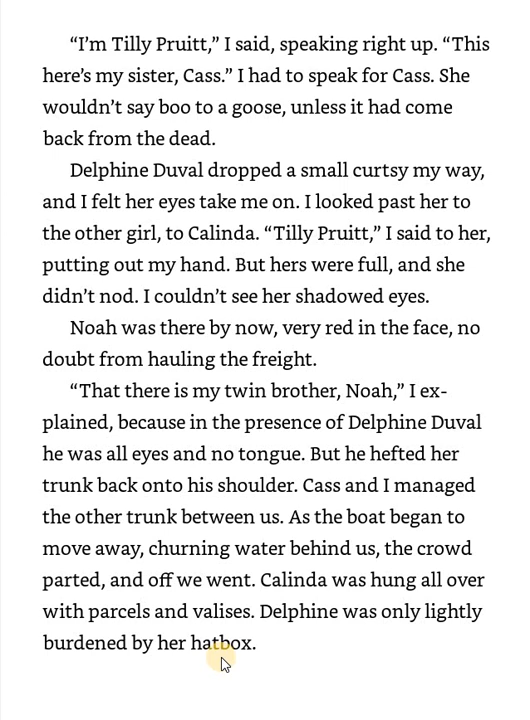 “I’m Tilly Pruitt,” I said, speaking right up. “This
here’s my sister, Cass.” I had to speak for Cass. She
wouldn’t say boo to a goose, unless it had come
back from the dead.
Delphine Duval dropped a small curtsy my way,
and I felt her eyes take me on. I looked past her to
the other girl, to Calinda. “Tilly Pruitt,” I said to her,
putting out my hand. But hers were full, and she
didn’t nod. I couldn’t see her shadowed eyes.
Noah was there by now, very red in the face, no
doubt from hauling the freight.
“That there is my twin brother, Noah,” I ex-
plained, because in the presence of Delphine Duval
he was all eyes and no tongue. But he hefted her
trunk back onto his shoulder. Cass and I managed
the other trunk between us. As the boat began to
move away, churning water behind us, the crowd
parted, and off we went. Calinda was hung all over
with parcels and valises. Delphine was only lightly
burdened by her hatbox.